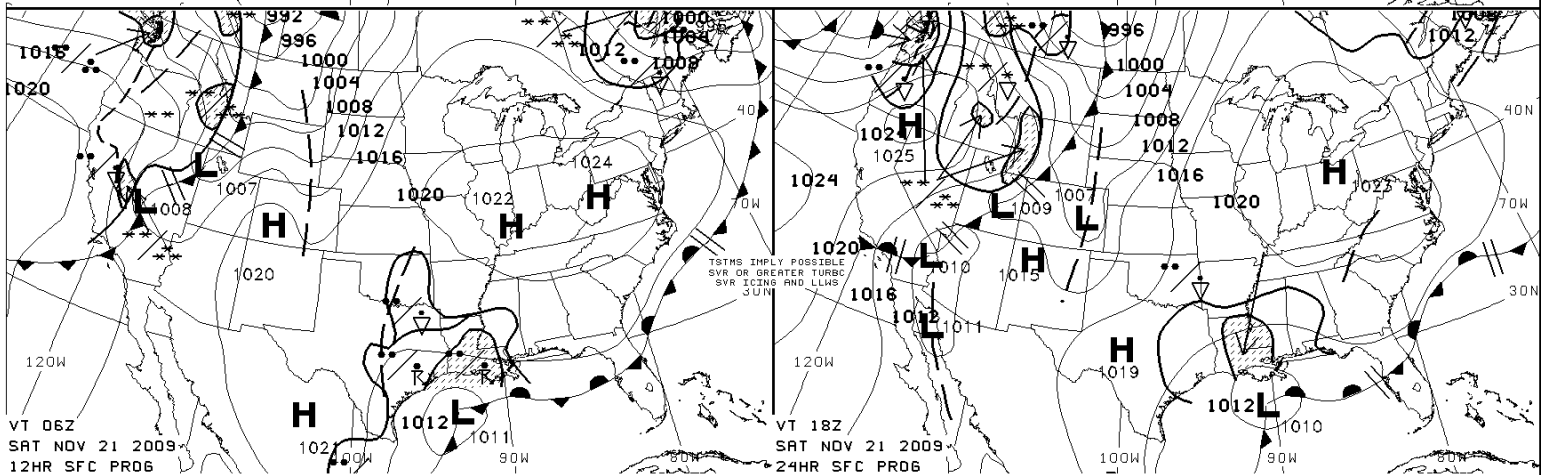 992
996
1000
1004
1008
1012
1016
1020
1016
1020
1000
1004
1012
1008
40N
1024
1022
1020
H
H
L
1007
L
1008
H
1020
70W
TSTMS IMPLY POSSIBLE
SVR OR GREATER TURBC
SVR ICING AND LLWS
30N
120W
H
1021
1012
L
1011
100W
90W
80W
VT 06Z
SAT NOV 21 2009
12HR SFC PROG
996
1000
1004
1008
1012
1016
1020
1008
1012
40N
1024
H
1025
1024
H
1023
70W
L
1009
1007
L
1020
L
1010
H
1015
1016
1012
L
1011
30N
H
1019
1012
L
1010
100W
90W
80W
VT 18Z
SAT NOV 21 2009
24HR SFC PROG